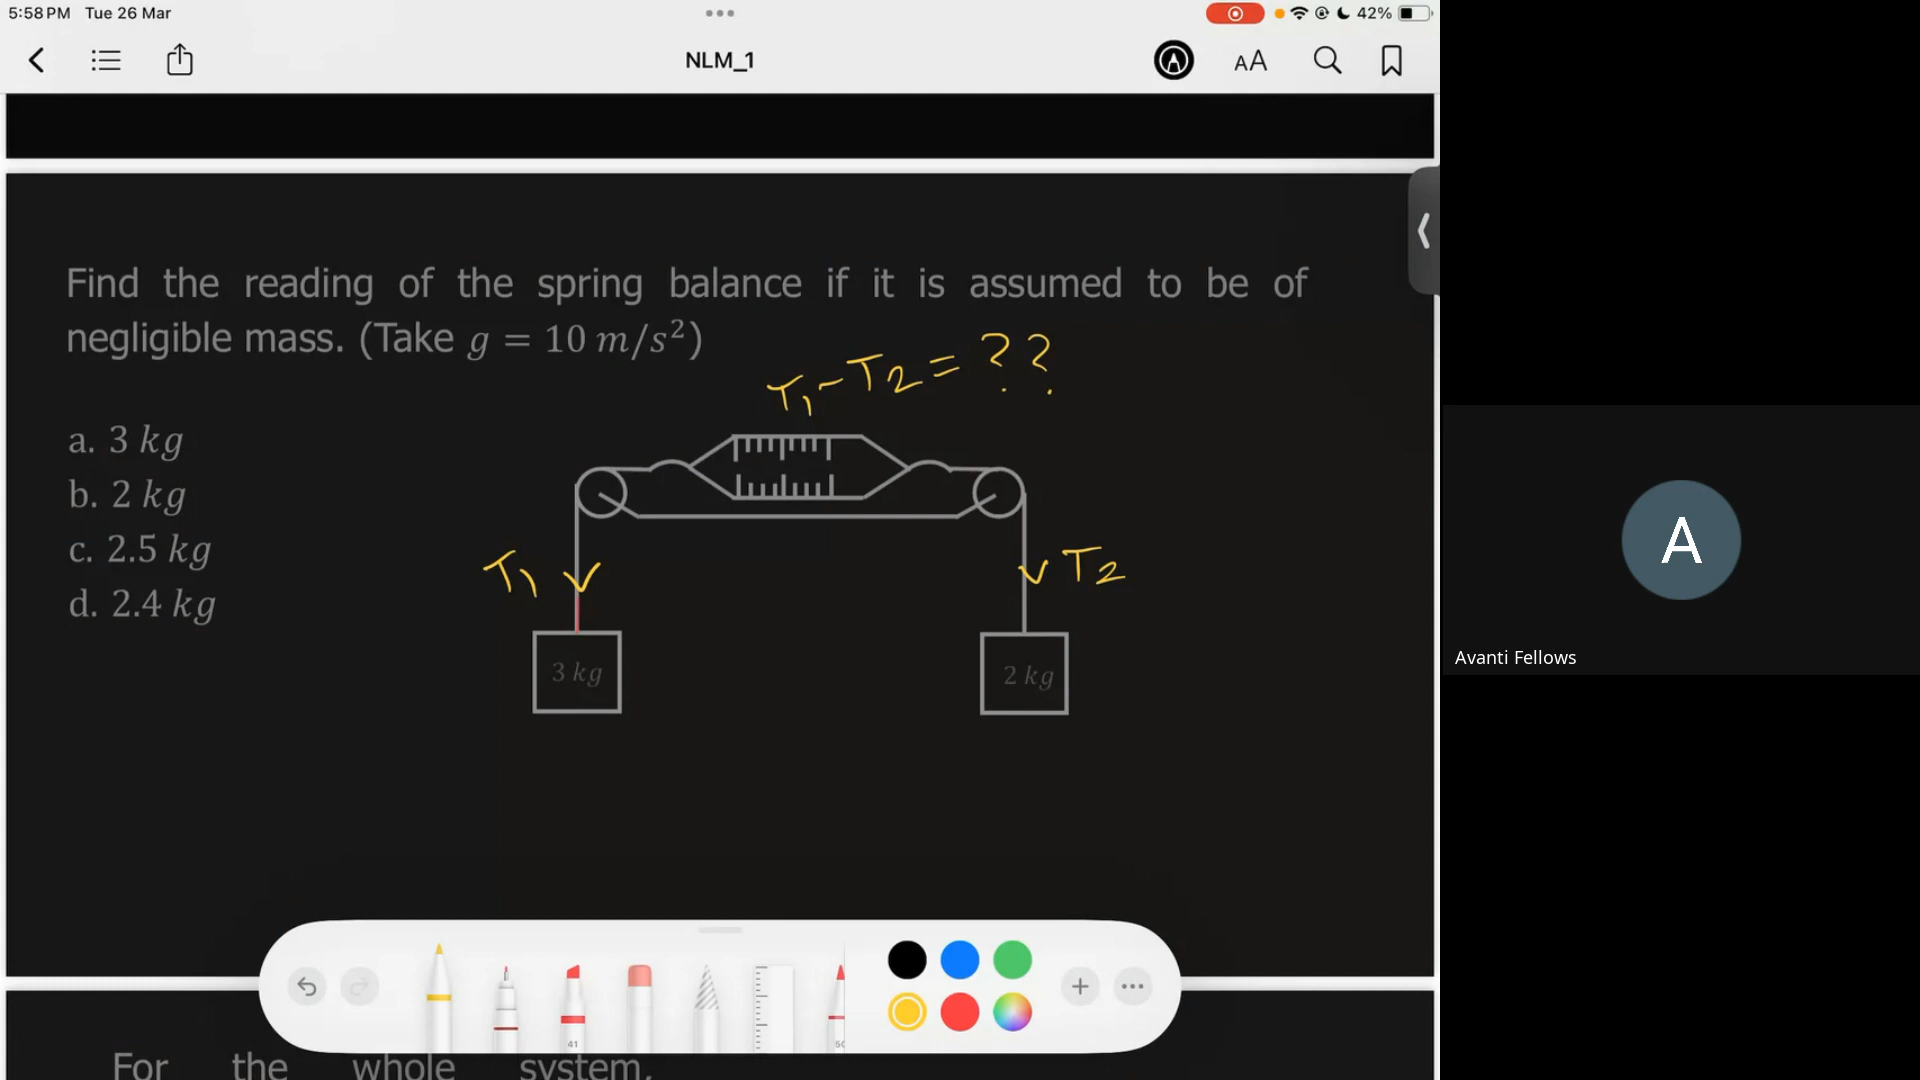 5:58 PM Tue 26 Mar
42%
NLM_1
AA
Find the reading of the spring balance if it is assumed to be of
negligible mass. (Take g = 10 m/s²)
T₁ - T₂ = ??
a. 3 kg
b. 2 kg
c. 2.5 kg
d. 2.4 kg
T₁
T₂
3 kg
2 kg
A
Avanti Fellows
41
For the whole system,